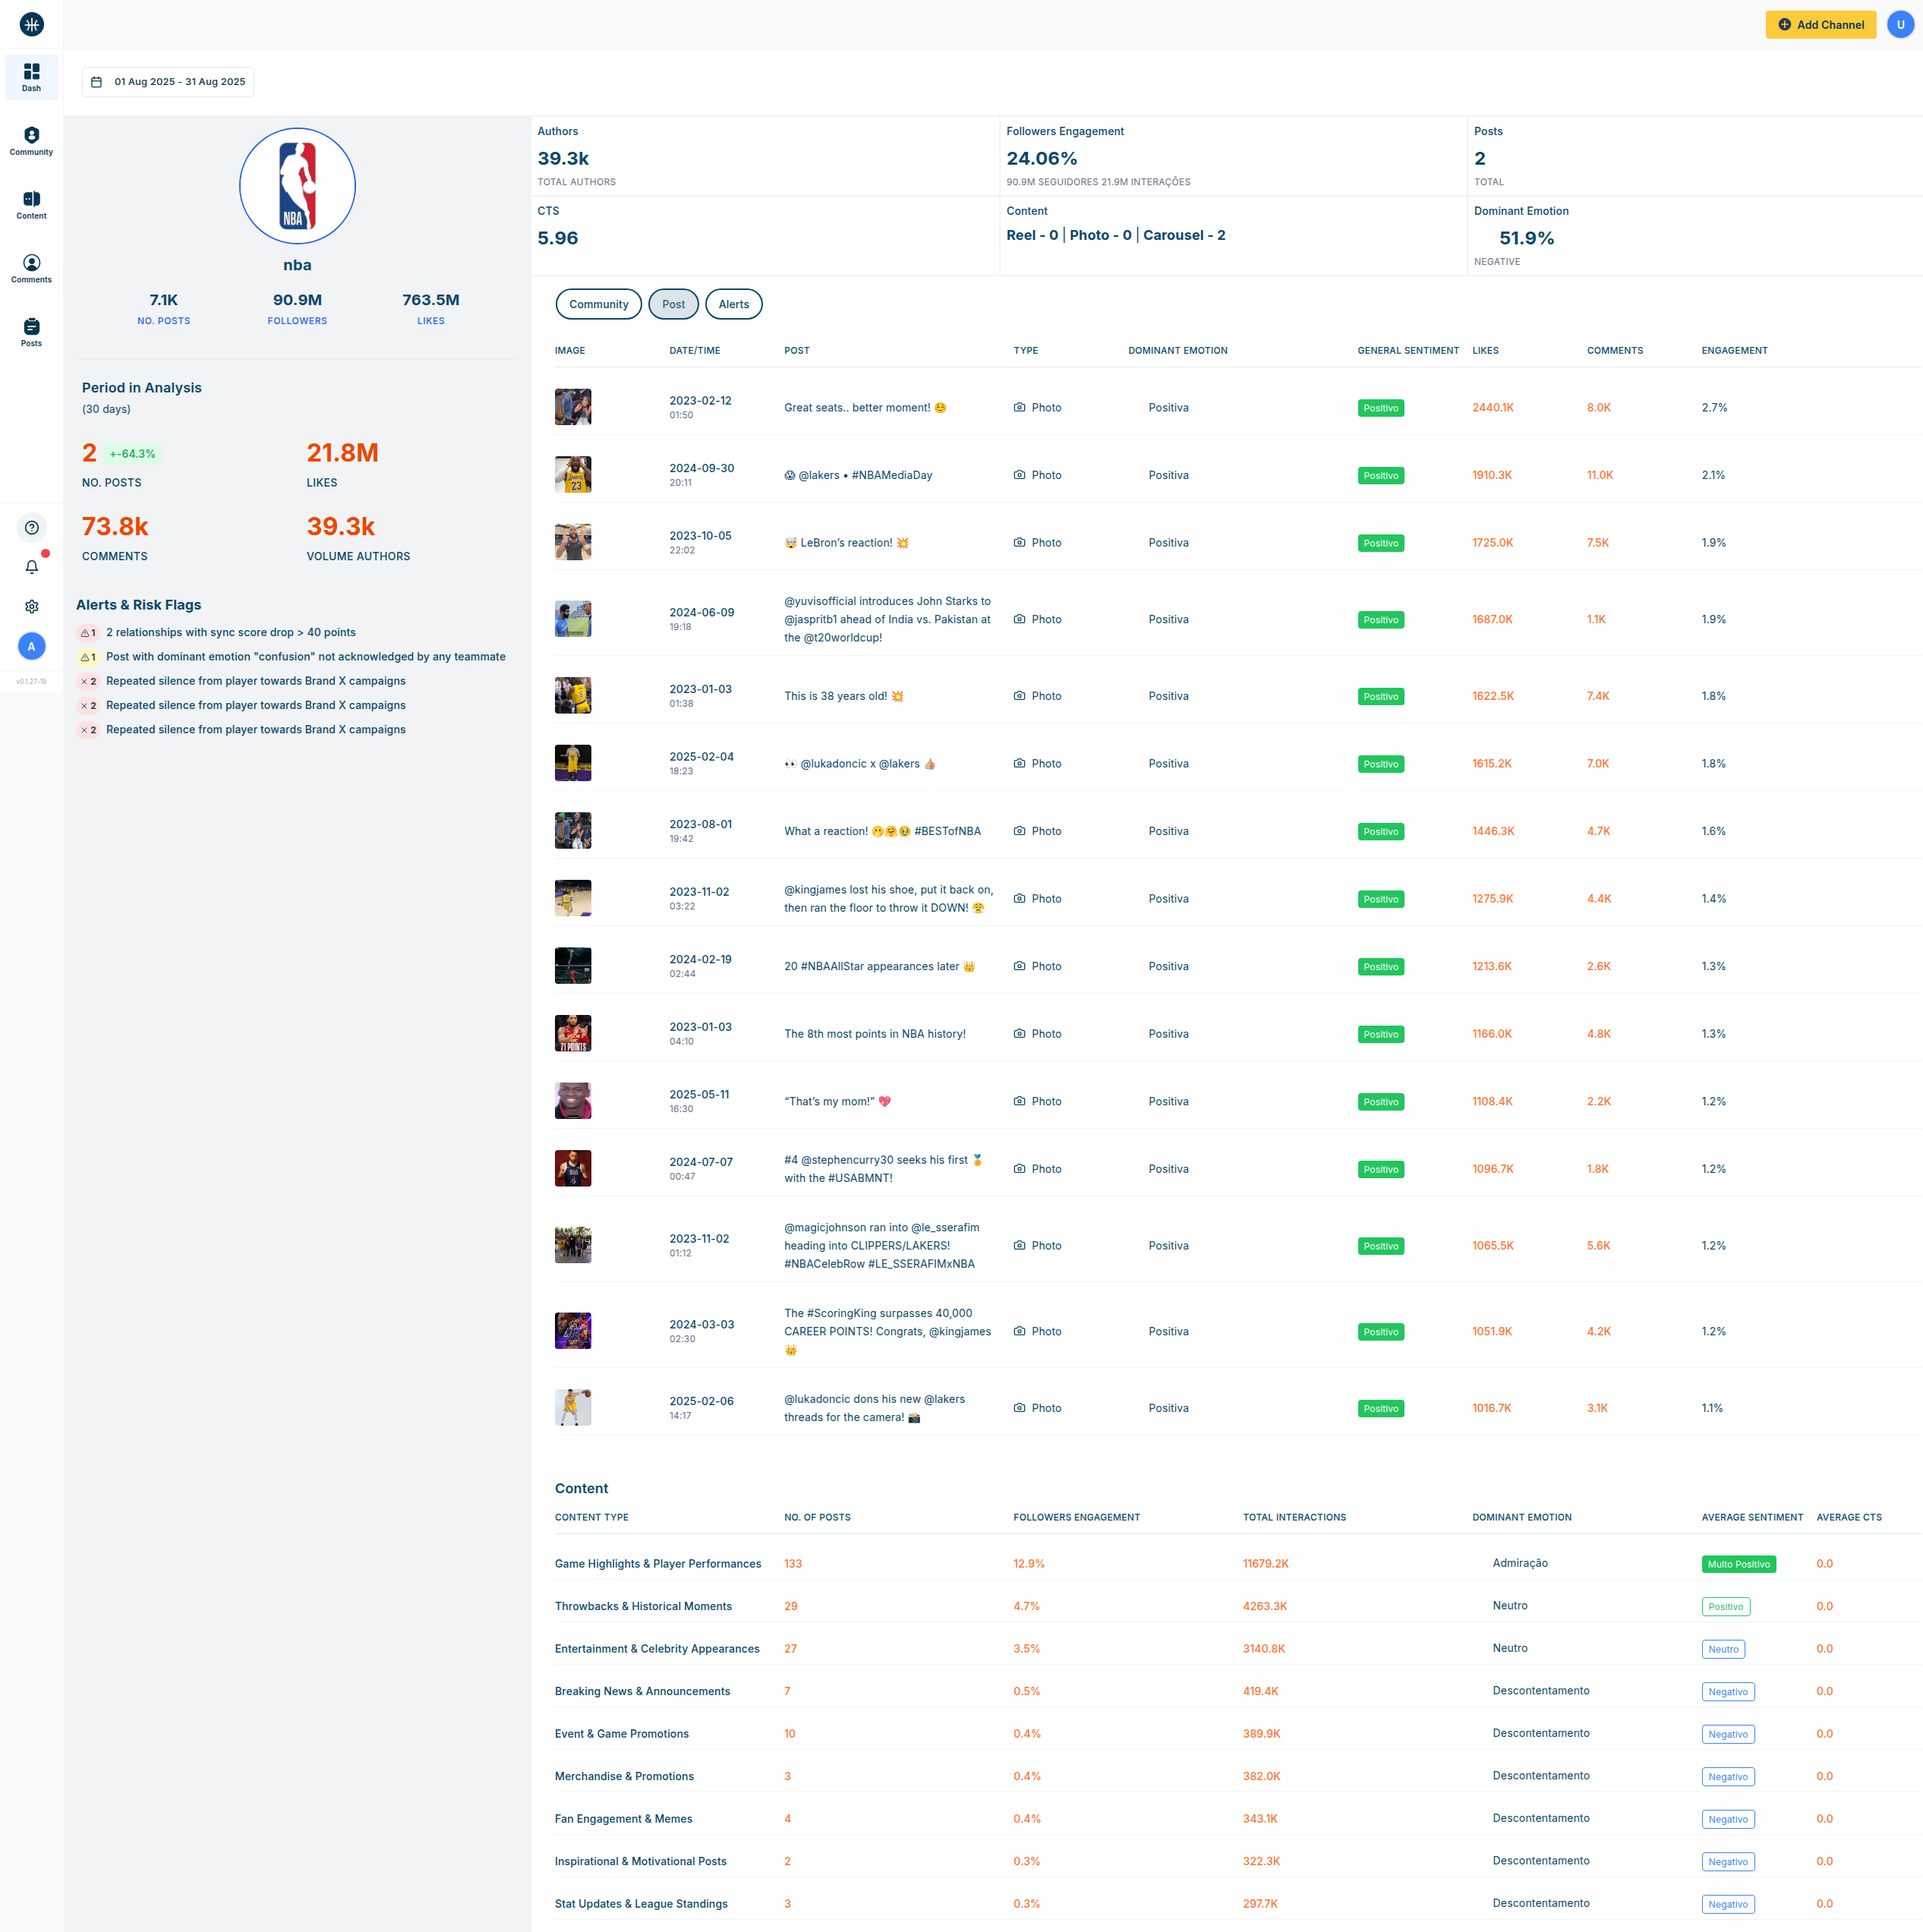 Add Channel
U
Dash
Community
Content
Comments
Posts
A
v0.1.27-19
01 Aug 2025 - 31 Aug 2025
NBA
nba
7.1K
90.9M
763.5M
NO. POSTS
FOLLOWERS
LIKES
Period in Analysis
(30 days)
2 +-64.3%
21.8M
NO. POSTS
LIKES
73.8k
39.3k
COMMENTS
VOLUME AUTHORS
Alerts & Risk Flags
1 2 relationships with sync score drop > 40 points
1 Post with dominant emotion "confusion" not acknowledged by any teammate
2 Repeated silence from player towards Brand X campaigns
2 Repeated silence from player towards Brand X campaigns
2 Repeated silence from player towards Brand X campaigns
Authors
39.3k
TOTAL AUTHORS
Followers Engagement
24.06%
90.9M SEGUIDORES 21.9M INTERAÇÕES
Posts
2
TOTAL
CTS
5.96
Content
Reel - 0 | Photo - 0 | Carousel - 2
Dominant Emotion
51.9%
NEGATIVE
Community Post Alerts
IMAGE DATE/TIME POST TYPE DOMINANT EMOTION GENERAL SENTIMENT LIKES COMMENTS ENGAGEMENT
2023-02-12
01:50
Great seats.. better moment! ☺️
Photo Positiva Positivo 2440.1K 8.0K 2.7%
23
2024-09-30
20:11
😱 @lakers • #NBAMediaDay
Photo Positiva Positivo 1910.3K 11.0K 2.1%
2023-10-05
22:02
🤯 LeBron’s reaction! 💥
Photo Positiva Positivo 1725.0K 7.5K 1.9%
2024-06-09
19:18
@yuvisofficial introduces John Starks to
@jaspritb1 ahead of India vs. Pakistan at
the @t20worldcup!
Photo Positiva Positivo 1687.0K 1.1K 1.9%
2023-01-03
01:38
This is 38 years old! 💥
Photo Positiva Positivo 1622.5K 7.4K 1.8%
2025-02-04
18:23
👀 @lukadoncic x @lakers 👍🏼
Photo Positiva Positivo 1615.2K 7.0K 1.8%
2023-08-01
19:42
What a reaction! 🫢🤗🥹 #BESTofNBA
Photo Positiva Positivo 1446.3K 4.7K 1.6%
2023-11-02
03:22
@kingjames lost his shoe, put it back on,
then ran the floor to throw it DOWN! 😤
Photo Positiva Positivo 1275.9K 4.4K 1.4%
2024-02-19
02:44
20 #NBAAllStar appearances later 👑
Photo Positiva Positivo 1213.6K 2.6K 1.3%
71 POINTS
2023-01-03
04:10
The 8th most points in NBA history!
Photo Positiva Positivo 1166.0K 4.8K 1.3%
2025-05-11
16:30
“That’s my mom!” 💖
Photo Positiva Positivo 1108.4K 2.2K 1.2%
2024-07-07
00:47
#4 @stephencurry30 seeks his first 🏅
with the #USABMNT!
Photo Positiva Positivo 1096.7K 1.8K 1.2%
2023-11-02
01:12
@magicjohnson ran into @le_sserafim
heading into CLIPPERS/LAKERS!
#NBACelebRow #LE_SSERAFIMxNBA
Photo Positiva Positivo 1065.5K 5.6K 1.2%
2024-03-03
02:30
The #ScoringKing surpasses 40,000
CAREER POINTS! Congrats, @kingjames
👑
Photo Positiva Positivo 1051.9K 4.2K 1.2%
2025-02-06
14:17
@lukadoncic dons his new @lakers
threads for the camera! 📸
Photo Positiva Positivo 1016.7K 3.1K 1.1%
Content
CONTENT TYPE NO. OF POSTS FOLLOWERS ENGAGEMENT TOTAL INTERACTIONS DOMINANT EMOTION AVERAGE SENTIMENT AVERAGE CTS
Game Highlights & Player Performances 133 12.9% 11679.2K Admiração Muito Positivo 0.0
Throwbacks & Historical Moments 29 4.7% 4263.3K Neutro Positivo 0.0
Entertainment & Celebrity Appearances 27 3.5% 3140.8K Neutro Neutro 0.0
Breaking News & Announcements 7 0.5% 419.4K Descontentamento Negativo 0.0
Event & Game Promotions 10 0.4% 389.9K Descontentamento Negativo 0.0
Merchandise & Promotions 3 0.4% 382.0K Descontentamento Negativo 0.0
Fan Engagement & Memes 4 0.4% 343.1K Descontentamento Negativo 0.0
Inspirational & Motivational Posts 2 0.3% 322.3K Descontentamento Negativo 0.0
Stat Updates & League Standings 3 0.3% 297.7K Descontentamento Negativo 0.0